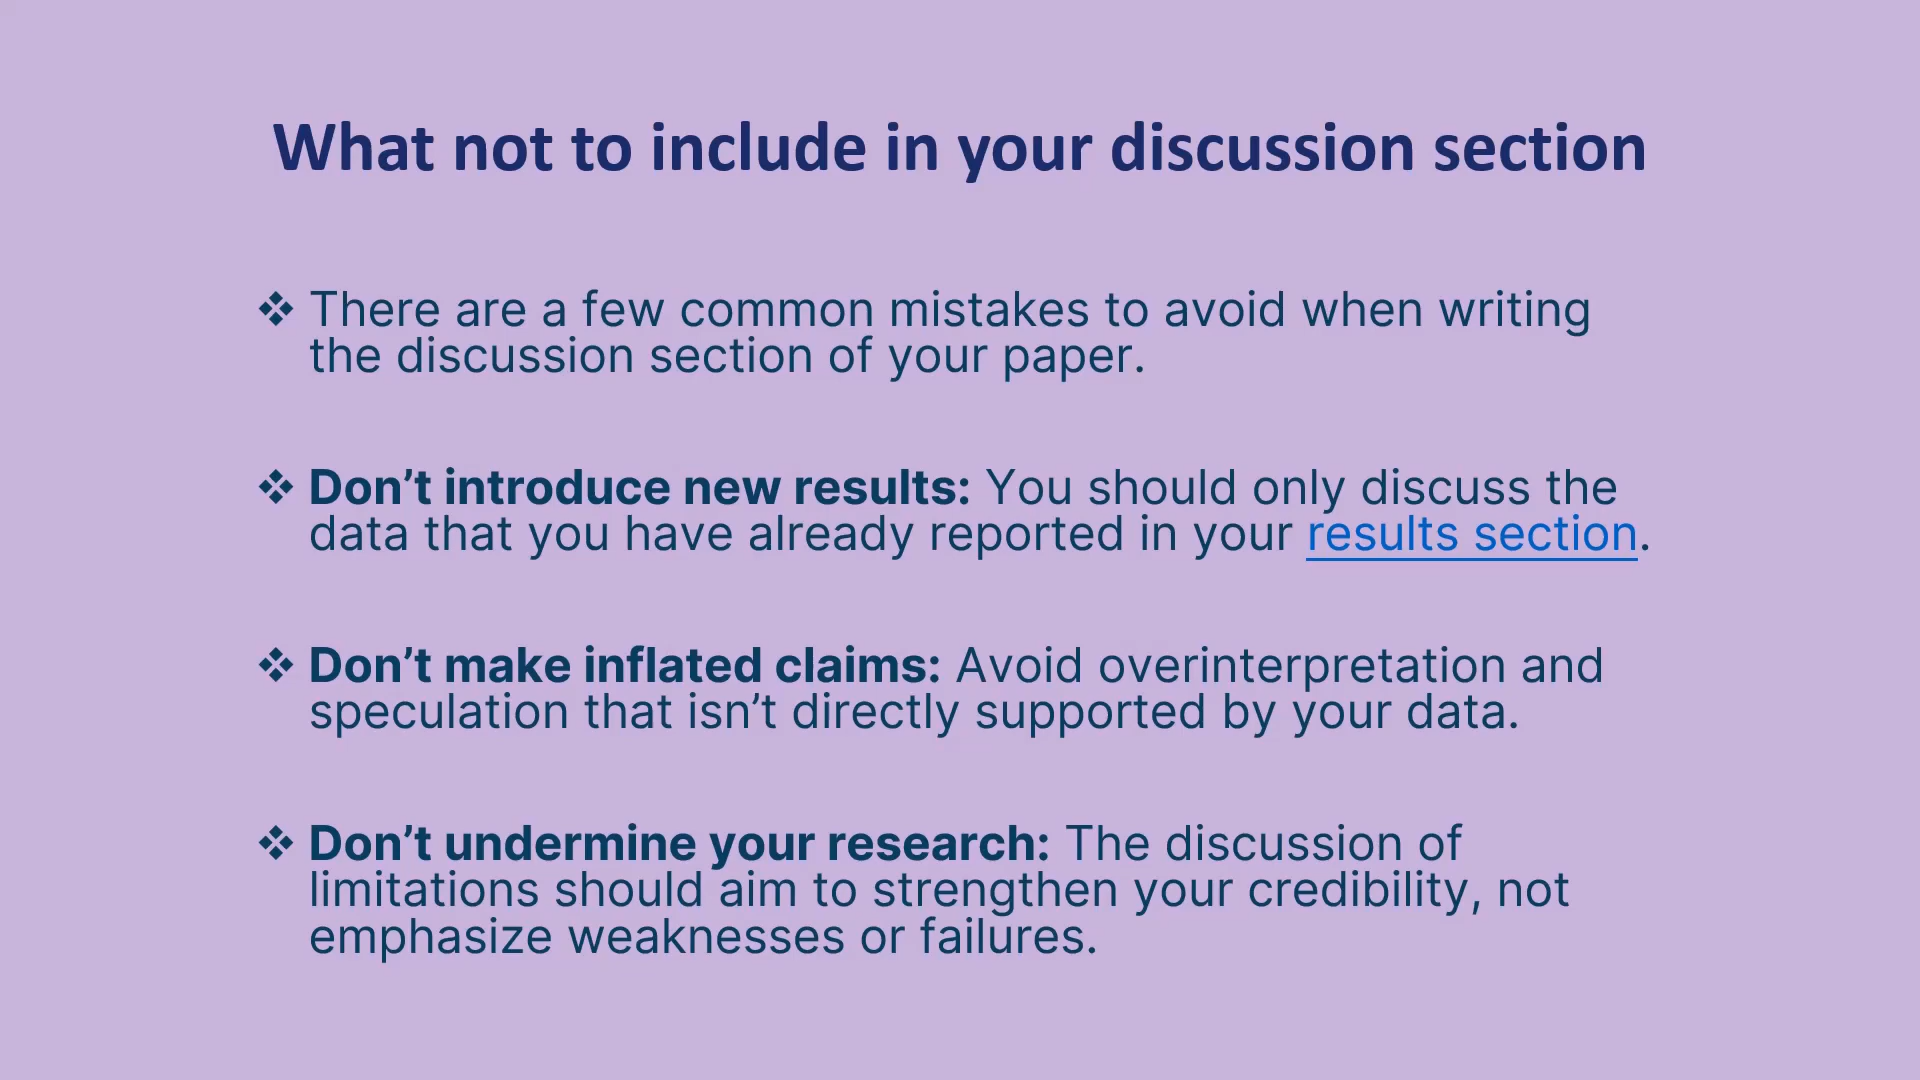 What not to include in your discussion section
❖ There are a few common mistakes to avoid when writing
the discussion section of your paper.
❖ Don’t introduce new results: You should only discuss the
data that you have already reported in your results section.
❖ Don’t make inflated claims: Avoid overinterpretation and
speculation that isn’t directly supported by your data.
❖ Don’t undermine your research: The discussion of
limitations should aim to strengthen your credibility, not
emphasize weaknesses or failures.